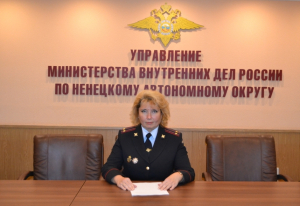 УПРАВЛЕНИЕ
МИНИСТЕРСТВА ВНУТРЕННИХ ДЕЛ РОССИИ
ПО НЕНЕЦКОМУ АВТОНОМНОМУ ОКРУГУ